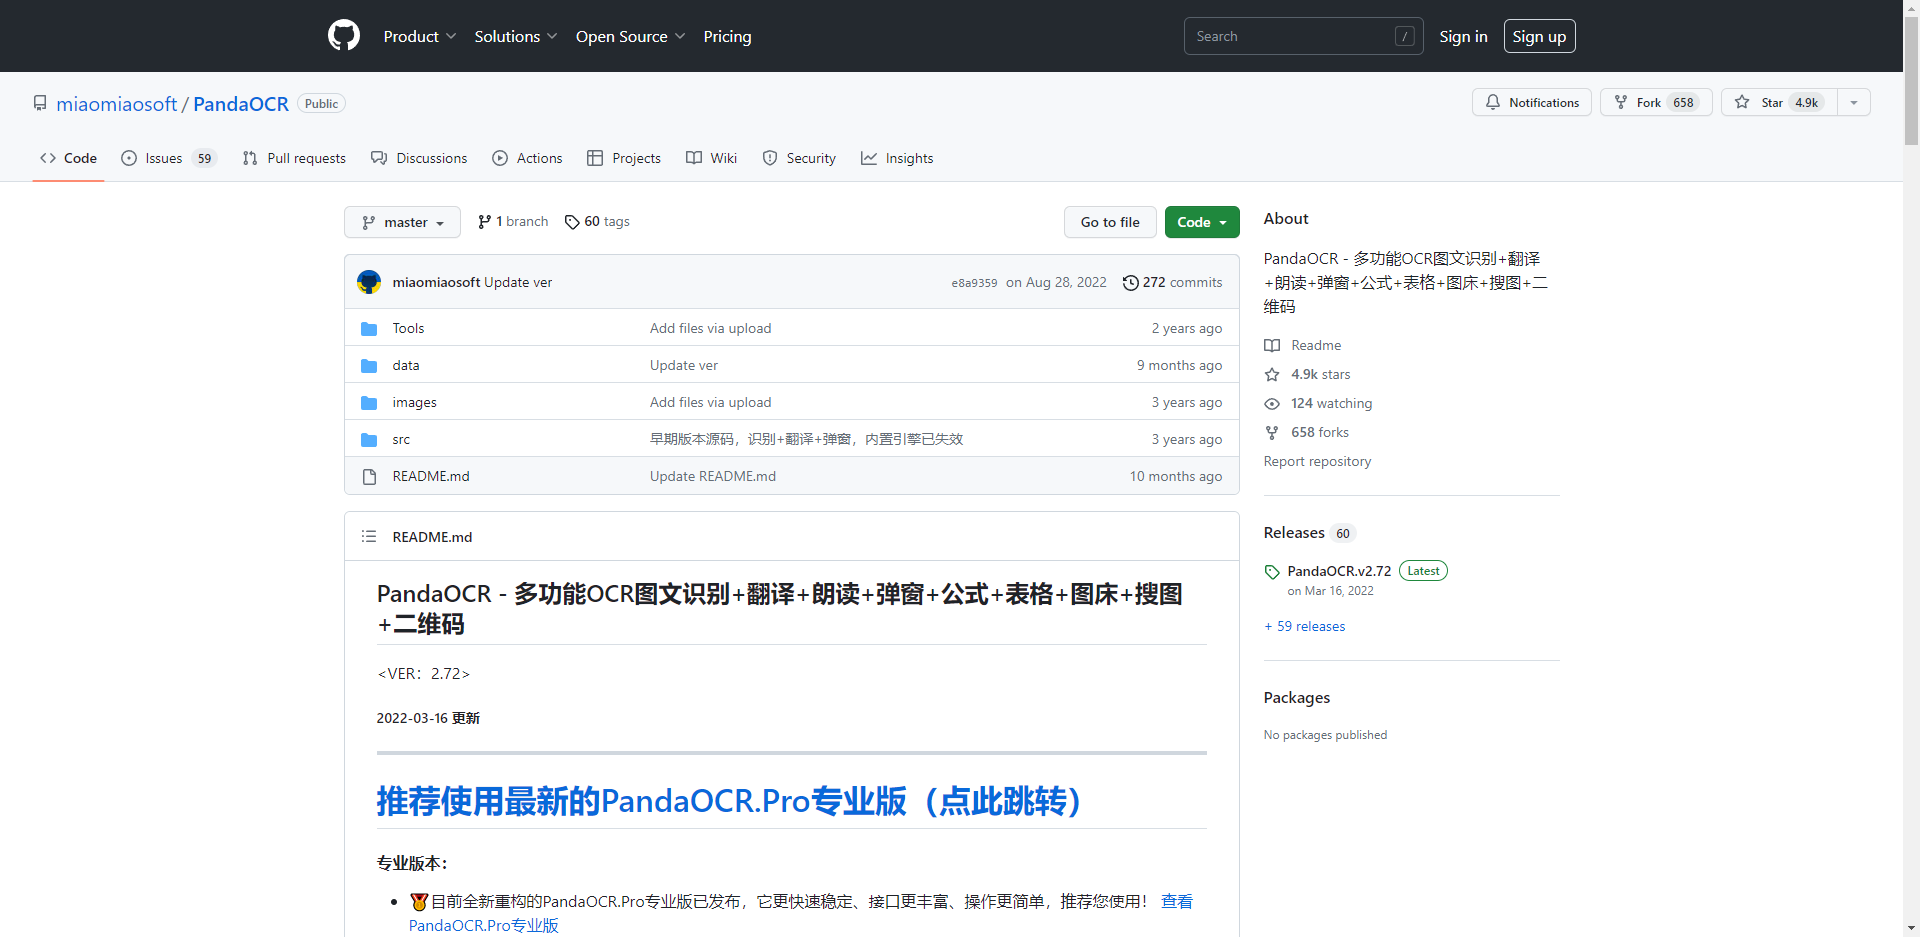 Product Solutions Open Source Pricing Search / Sign in Sign up
miaomiaosoft / PandaOCR Public Notifications Fork 658 Star 4.9k
Code Issues 59 Pull requests Discussions Actions Projects Wiki Security Insights
master 1 branch 60 tags Go to file Code
miaomiaosoft Update ver e8a9359 on Aug 28, 2022 272 commits
Tools Add files via upload 2 years ago
data Update ver 9 months ago
images Add files via upload 3 years ago
src 早期版本源码，识别+翻译+弹窗，内置引擎已失效 3 years ago
README.md Update README.md 10 months ago
README.md
PandaOCR - 多功能OCR图文识别+翻译+朗读+弹窗+公式+表格+图床+搜图
+二维码
<VER：2.72>
2022-03-16 更新
推荐使用最新的PandaOCR.Pro专业版（点此跳转）
专业版本：
目前全新重构的PandaOCR.Pro专业版已发布，它更快速稳定、接口更丰富、操作更简单，推荐您使用！ 查看
PandaOCR.Pro专业版
About
PandaOCR - 多功能OCR图文识别+翻译
+朗读+弹窗+公式+表格+图床+搜图+二
维码
Readme
4.9k stars
124 watching
658 forks
Report repository
Releases 60
PandaOCR.v2.72 Latest
on Mar 16, 2022
+ 59 releases
Packages
No packages published